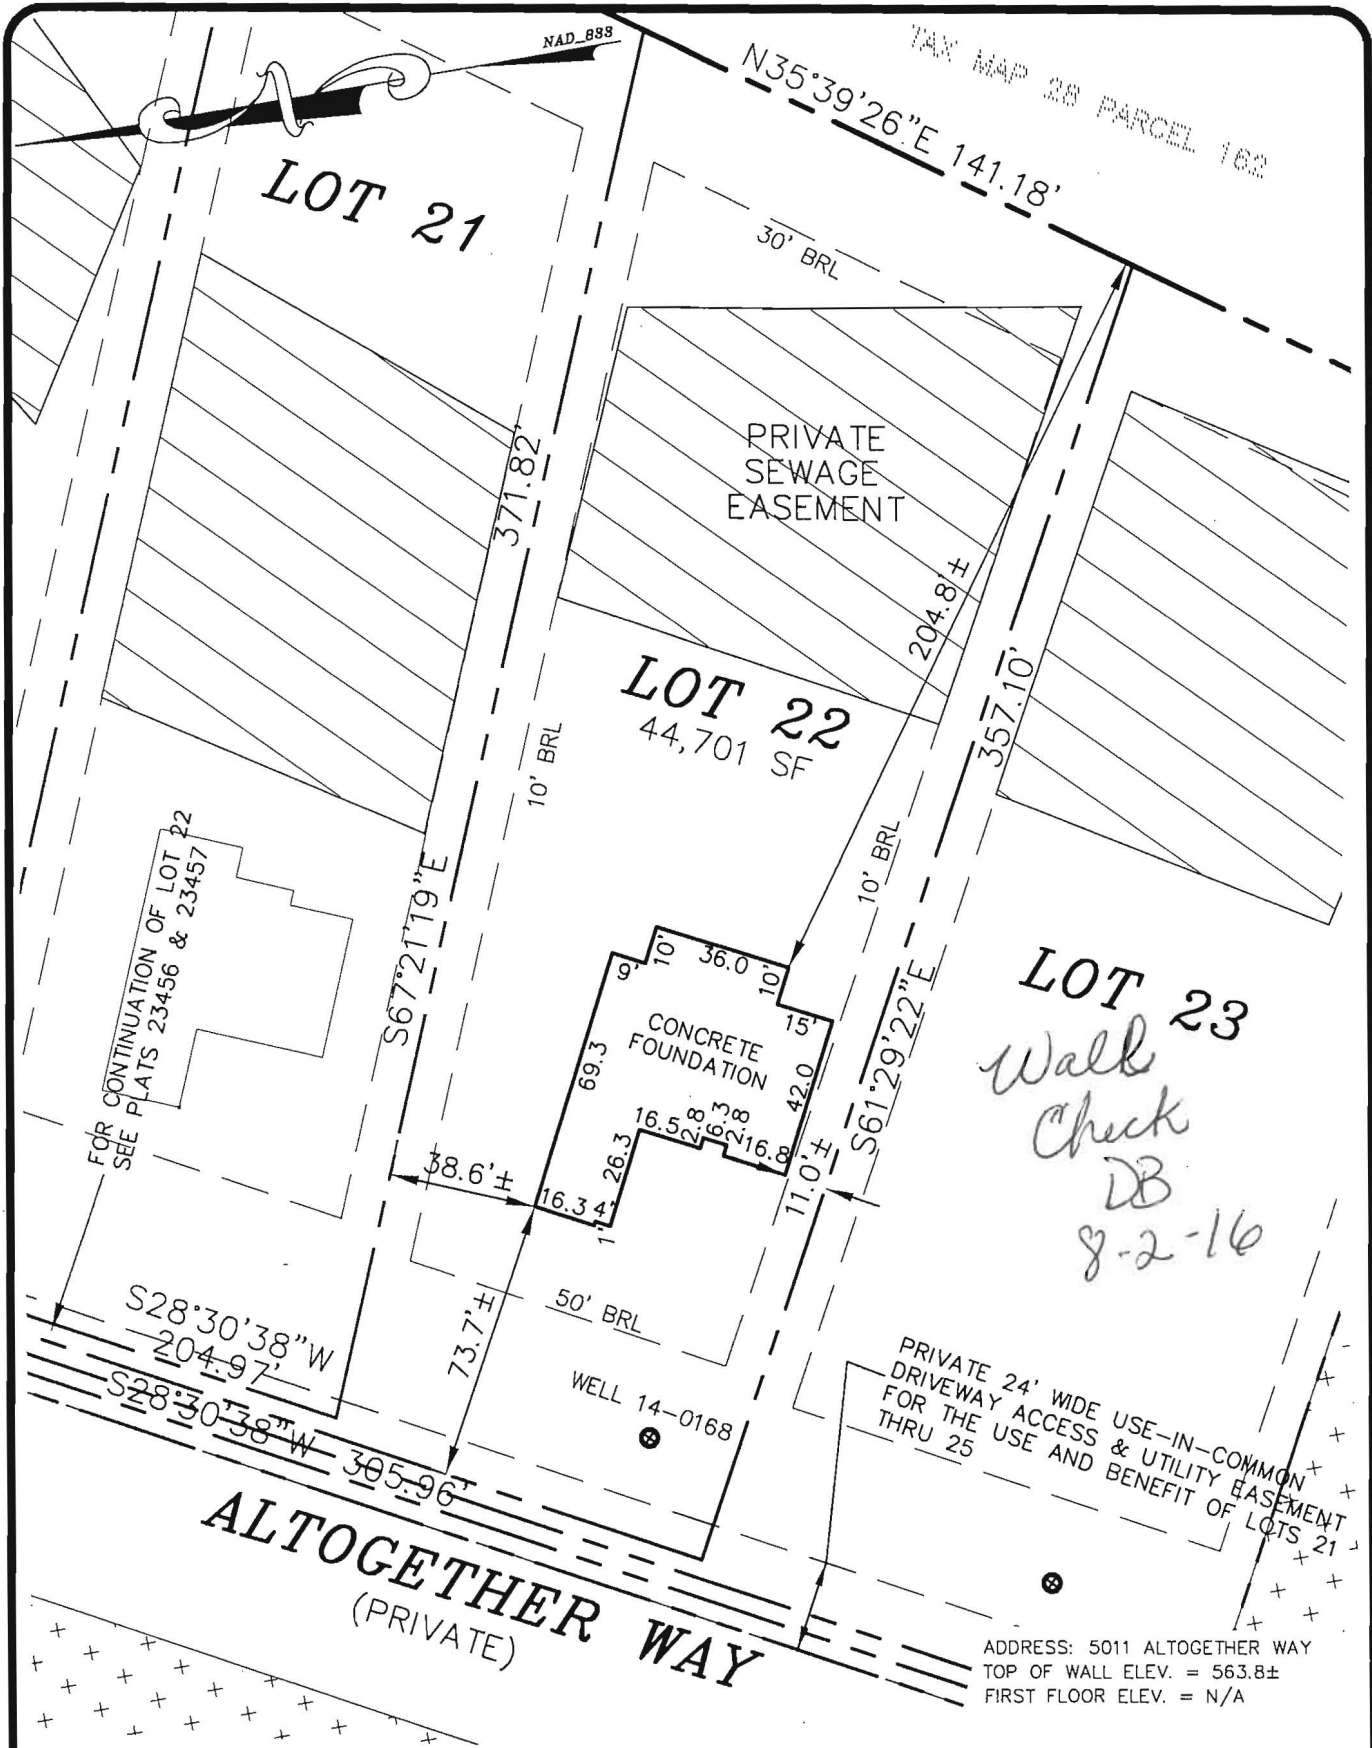 NAD_833
TAX MAP 28 PARCEL 162
N35°39'26"E 141.18'
LOT 21
30' BRL
PRIVATE
SEWAGE
EASEMENT
371.82'
204.8'±
357.10'
LOT 22
44,701 SF
10' BRL
10' BRL
FOR CONTINUATION OF LOT 22
SEE PLATS 23456 & 23457
S67°21'19"E
S61°29'22"E
LOT 23
Wall
Check
DB
8-2-16
9'
10'
36.0
10'
15'
CONCRETE
FOUNDATION
69.3
42.0
16.5
2.8
6.3
2.8
16.8
26.3
16.3
4'
1'
38.6'±
11.0'±
73.7'±
50' BRL
S28°30'38"W
204.97'
S28°30'38"W 305.96'
WELL 14-0168
PRIVATE 24' WIDE USE-IN-COMMON
DRIVEWAY ACCESS & UTILITY EASEMENT
FOR THE USE AND BENEFIT OF LOTS 21
THRU 25
ALTOGETHER WAY
(PRIVATE)
ADDRESS: 5011 ALTOGETHER WAY
TOP OF WALL ELEV. = 563.8±
FIRST FLOOR ELEV. = N/A